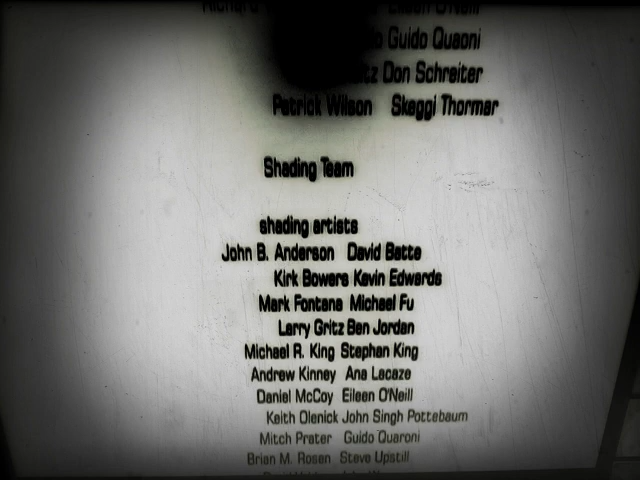 Eileen O'Neill
Guido Quaoni
Don Schreiter
Patrick Wilson Skeggi Thormar
Shading Team
shading artists
John B. Anderson David Batte
Kirk Bowers Kevin Edwards
Mark Fontana Michael Fu
Larry Gritz Ben Jordan
Michael R. King Stephan King
Andrew Kinney Ana Lacaze
Daniel McCoy Eileen O'Neill
Keith Olenick John Singh Pottebaum
Mitch Prater Guido Quaroni
Brian M. Rosen Steve Upstill